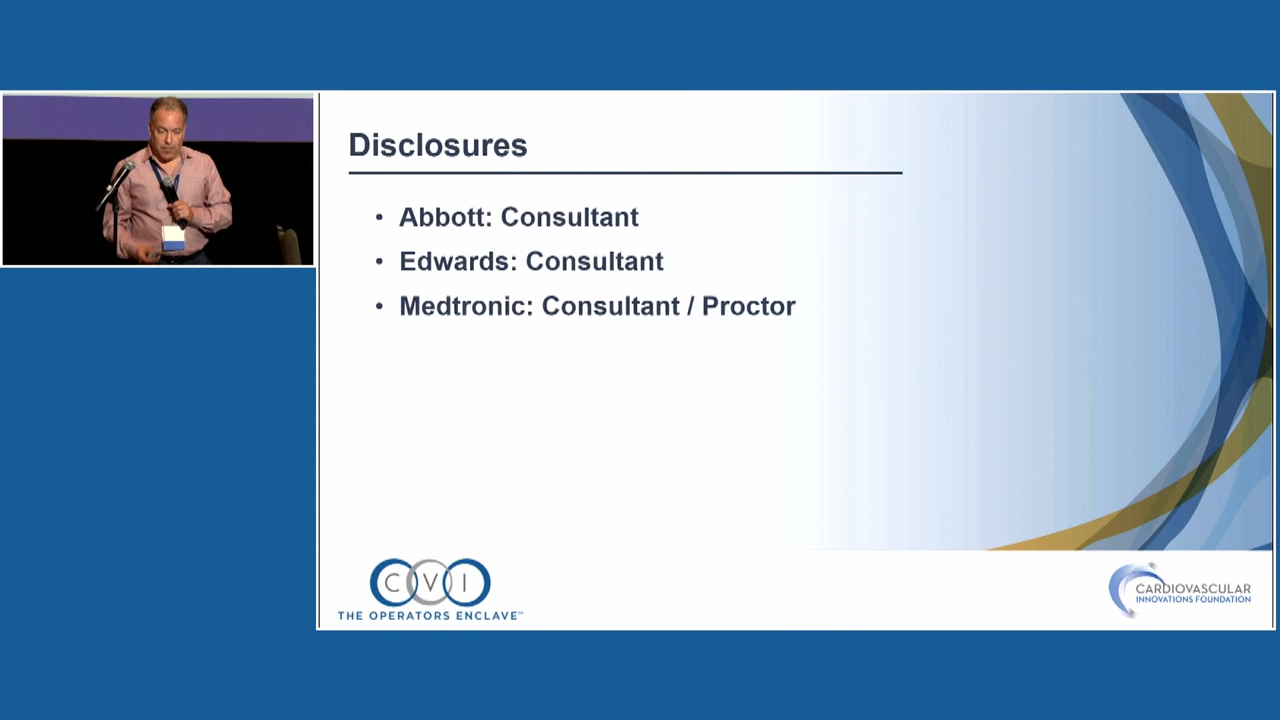 Disclosures
• Abbott: Consultant
• Edwards: Consultant
• Medtronic: Consultant / Proctor
CVI
THE OPERATORS ENCLAVE™
CARDIOVASCULAR
INNOVATIONS FOUNDATION